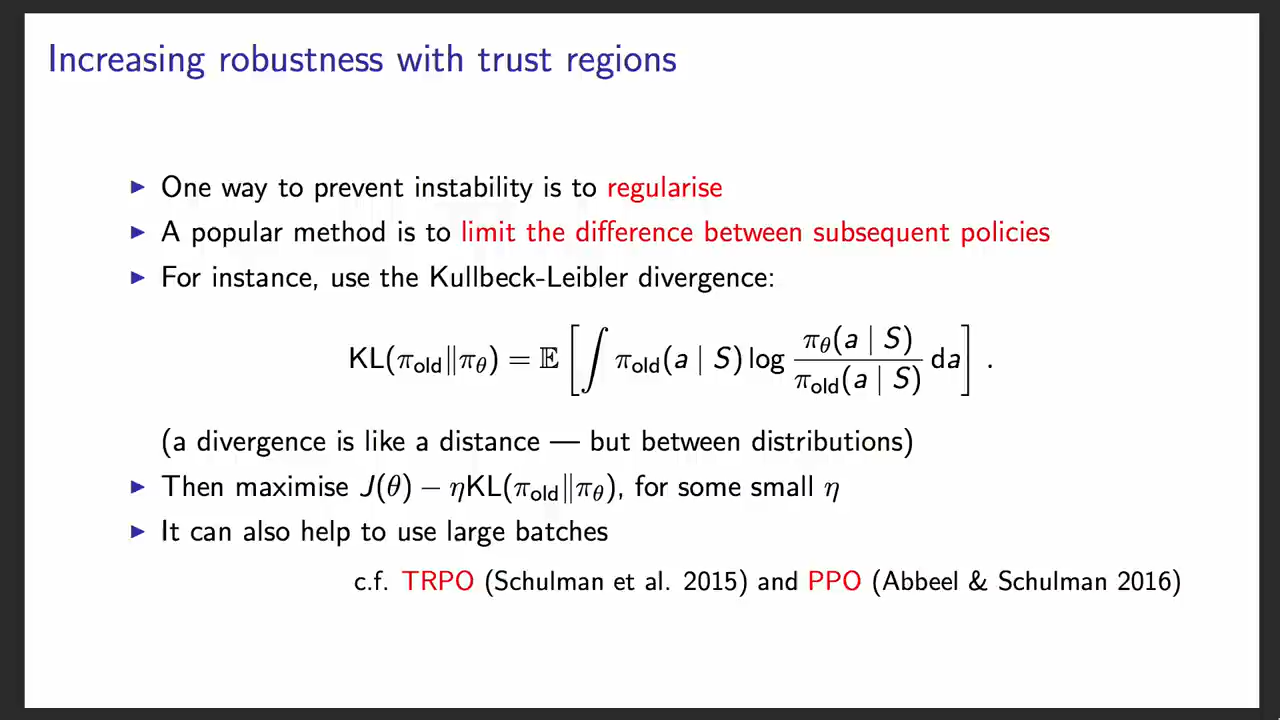 Increasing robustness with trust regions
▶ One way to prevent instability is to regularise
▶ A popular method is to limit the difference between subsequent policies
▶ For instance, use the Kullbeck-Leibler divergence:
KL(π_old‖π_θ) = 𝔼 [ ∫ π_old(a | S) log π_θ(a | S) / π_old(a | S) da ] .
(a divergence is like a distance — but between distributions)
▶ Then maximise J(θ) − ηKL(π_old‖π_θ), for some small η
▶ It can also help to use large batches
c.f. TRPO (Schulman et al. 2015) and PPO (Abbeel & Schulman 2016)